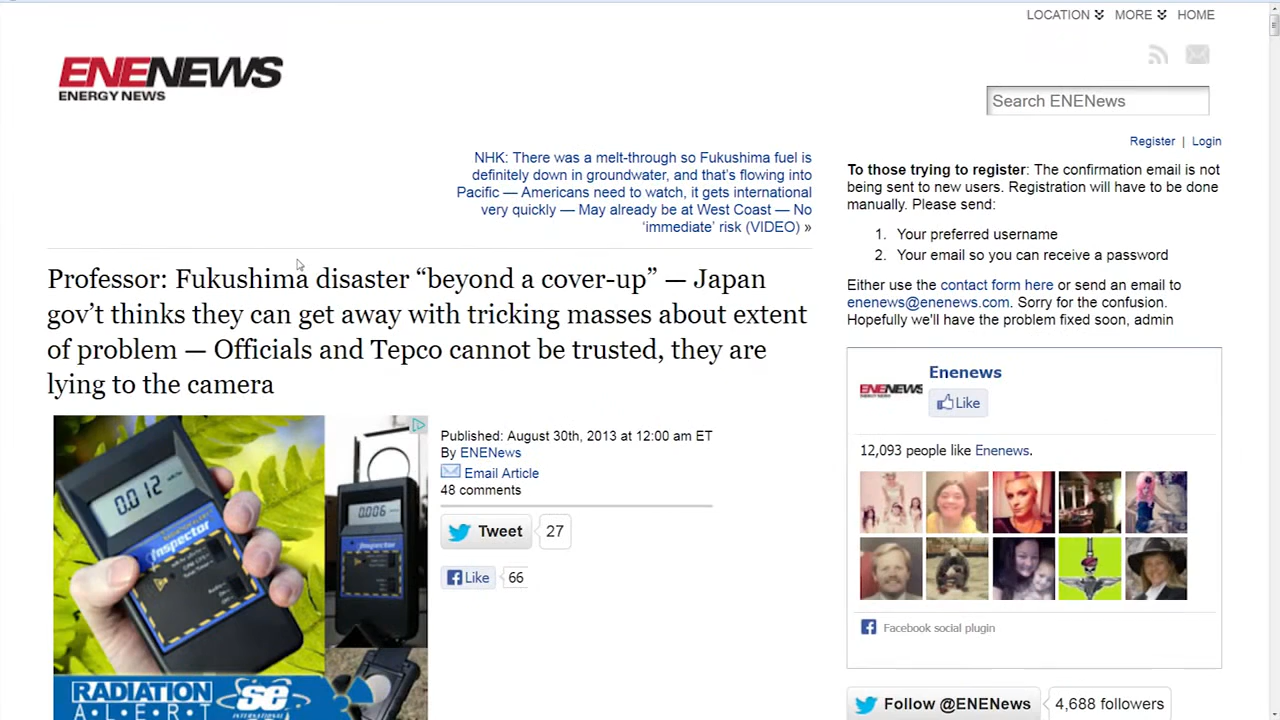 LOCATION MORE HOME
ENENEWS
ENERGY NEWS
Search ENENews
Register | Login
NHK: There was a melt-through so Fukushima fuel is
definitely down in groundwater, and that's flowing into
Pacific — Americans need to watch, it gets international
very quickly — May already be at West Coast — No
'immediate' risk (VIDEO) »
Professor: Fukushima disaster “beyond a cover-up” — Japan
gov't thinks they can get away with tricking masses about extent
of problem — Officials and Tepco cannot be trusted, they are
lying to the camera
Published: August 30th, 2013 at 12:00 am ET
By ENENews
Email Article
48 comments
Tweet 27
Like 66
0.012
0.006
Inspector
RADIATION
ALERT
se
INTERNATIONAL
To those trying to register: The confirmation email is not
being sent to new users. Registration will have to be done
manually. Please send:
1. Your preferred username
2. Your email so you can receive a password
Either use the contact form here or send an email to
enenews@enenews.com. Sorry for the confusion.
Hopefully we'll have the problem fixed soon, admin
ENENEWS
Enenews
Like
12,093 people like Enenews.
Facebook social plugin
Follow @ENENews 4,688 followers